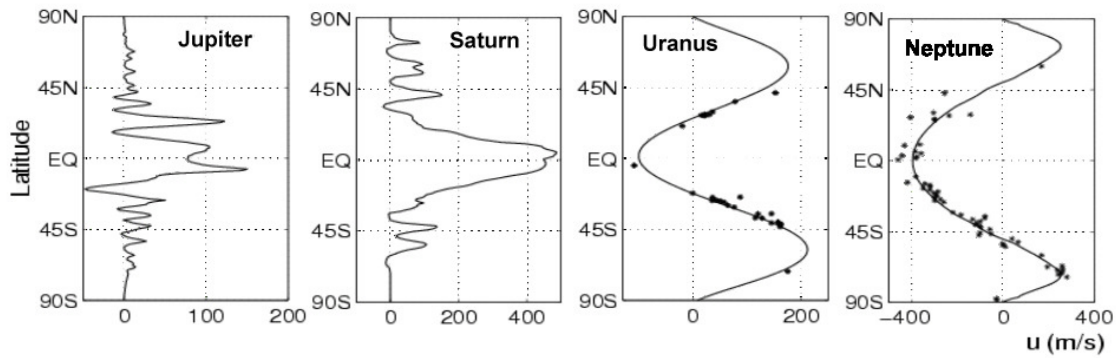 Latitude
90N
45N
EQ
45S
90S
Jupiter
0 100 200
90N
45N
EQ
45S
90S
Saturn
0 200 400
90N
45N
EQ
45S
90S
Uranus
0 200
90N
45N
EQ
45S
90S
Neptune
−400 0 400
u (m/s)